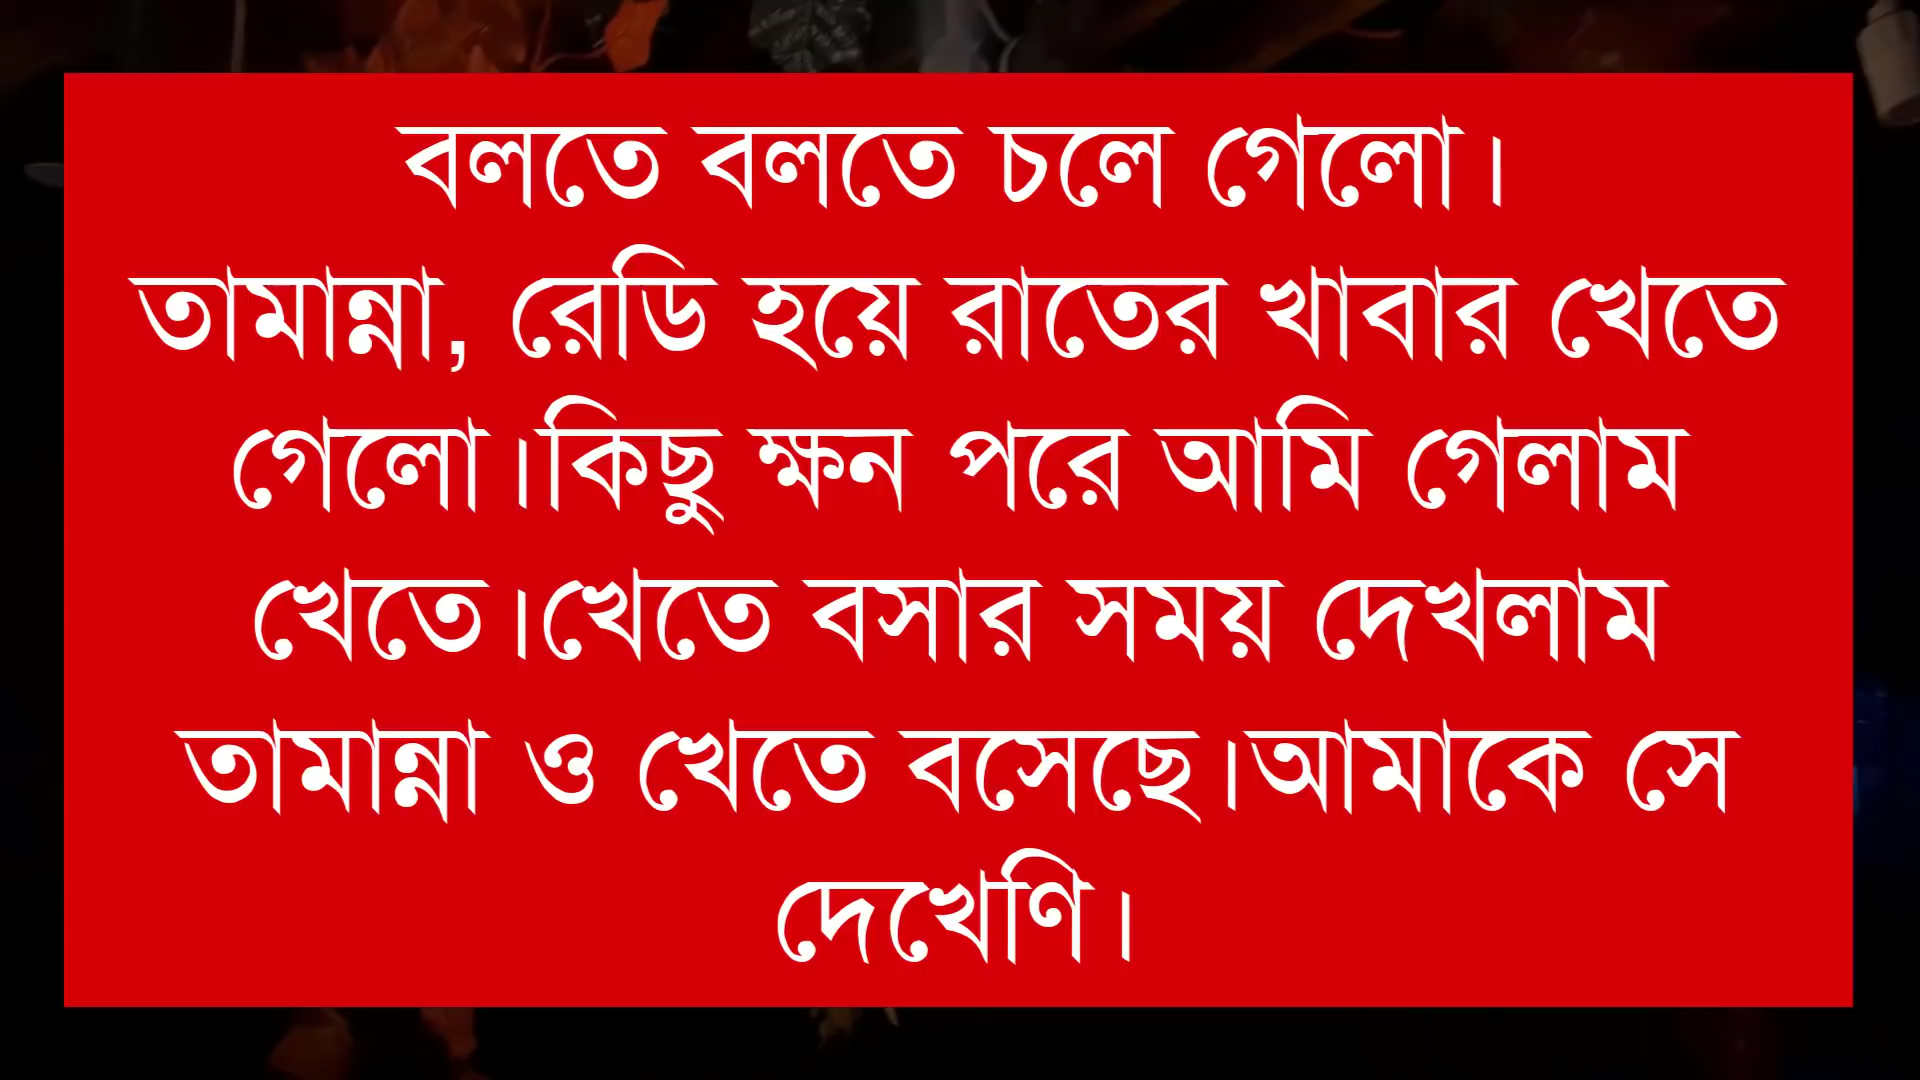 বলতে বলতে চলে গেলো।
তামান্না, রেডি হয়ে রাতের খাবার খেতে
গেলো।কিছু ক্ষন পরে আমি গেলাম
খেতে।খেতে বসার সময় দেখলাম
তামান্না ও খেতে বসেছে।আমাকে সে
দেখেণি।